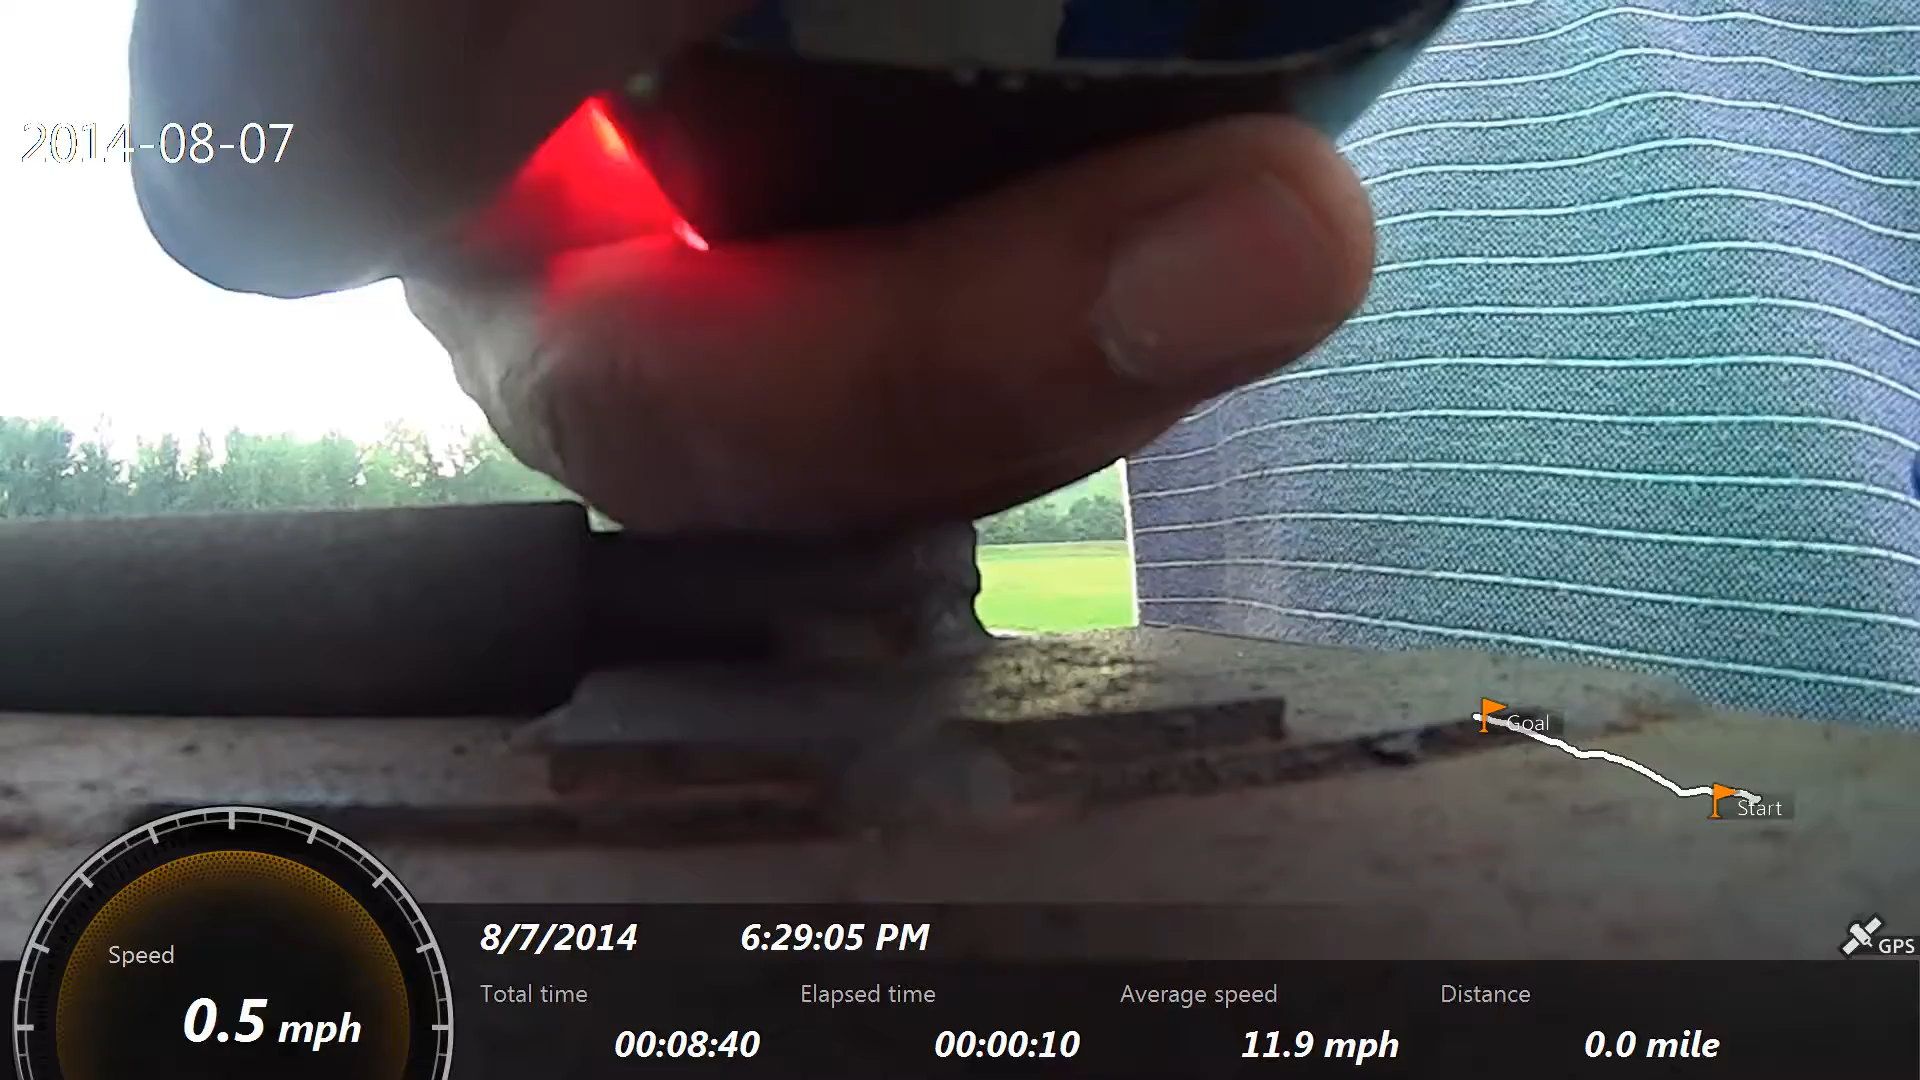 2014-08-07
Goal
Start
GPS
8/7/2014 6:29:05 PM
Speed
0.5 mph
Total time Elapsed time Average speed Distance
00:08:40 00:00:10 11.9 mph 0.0 mile